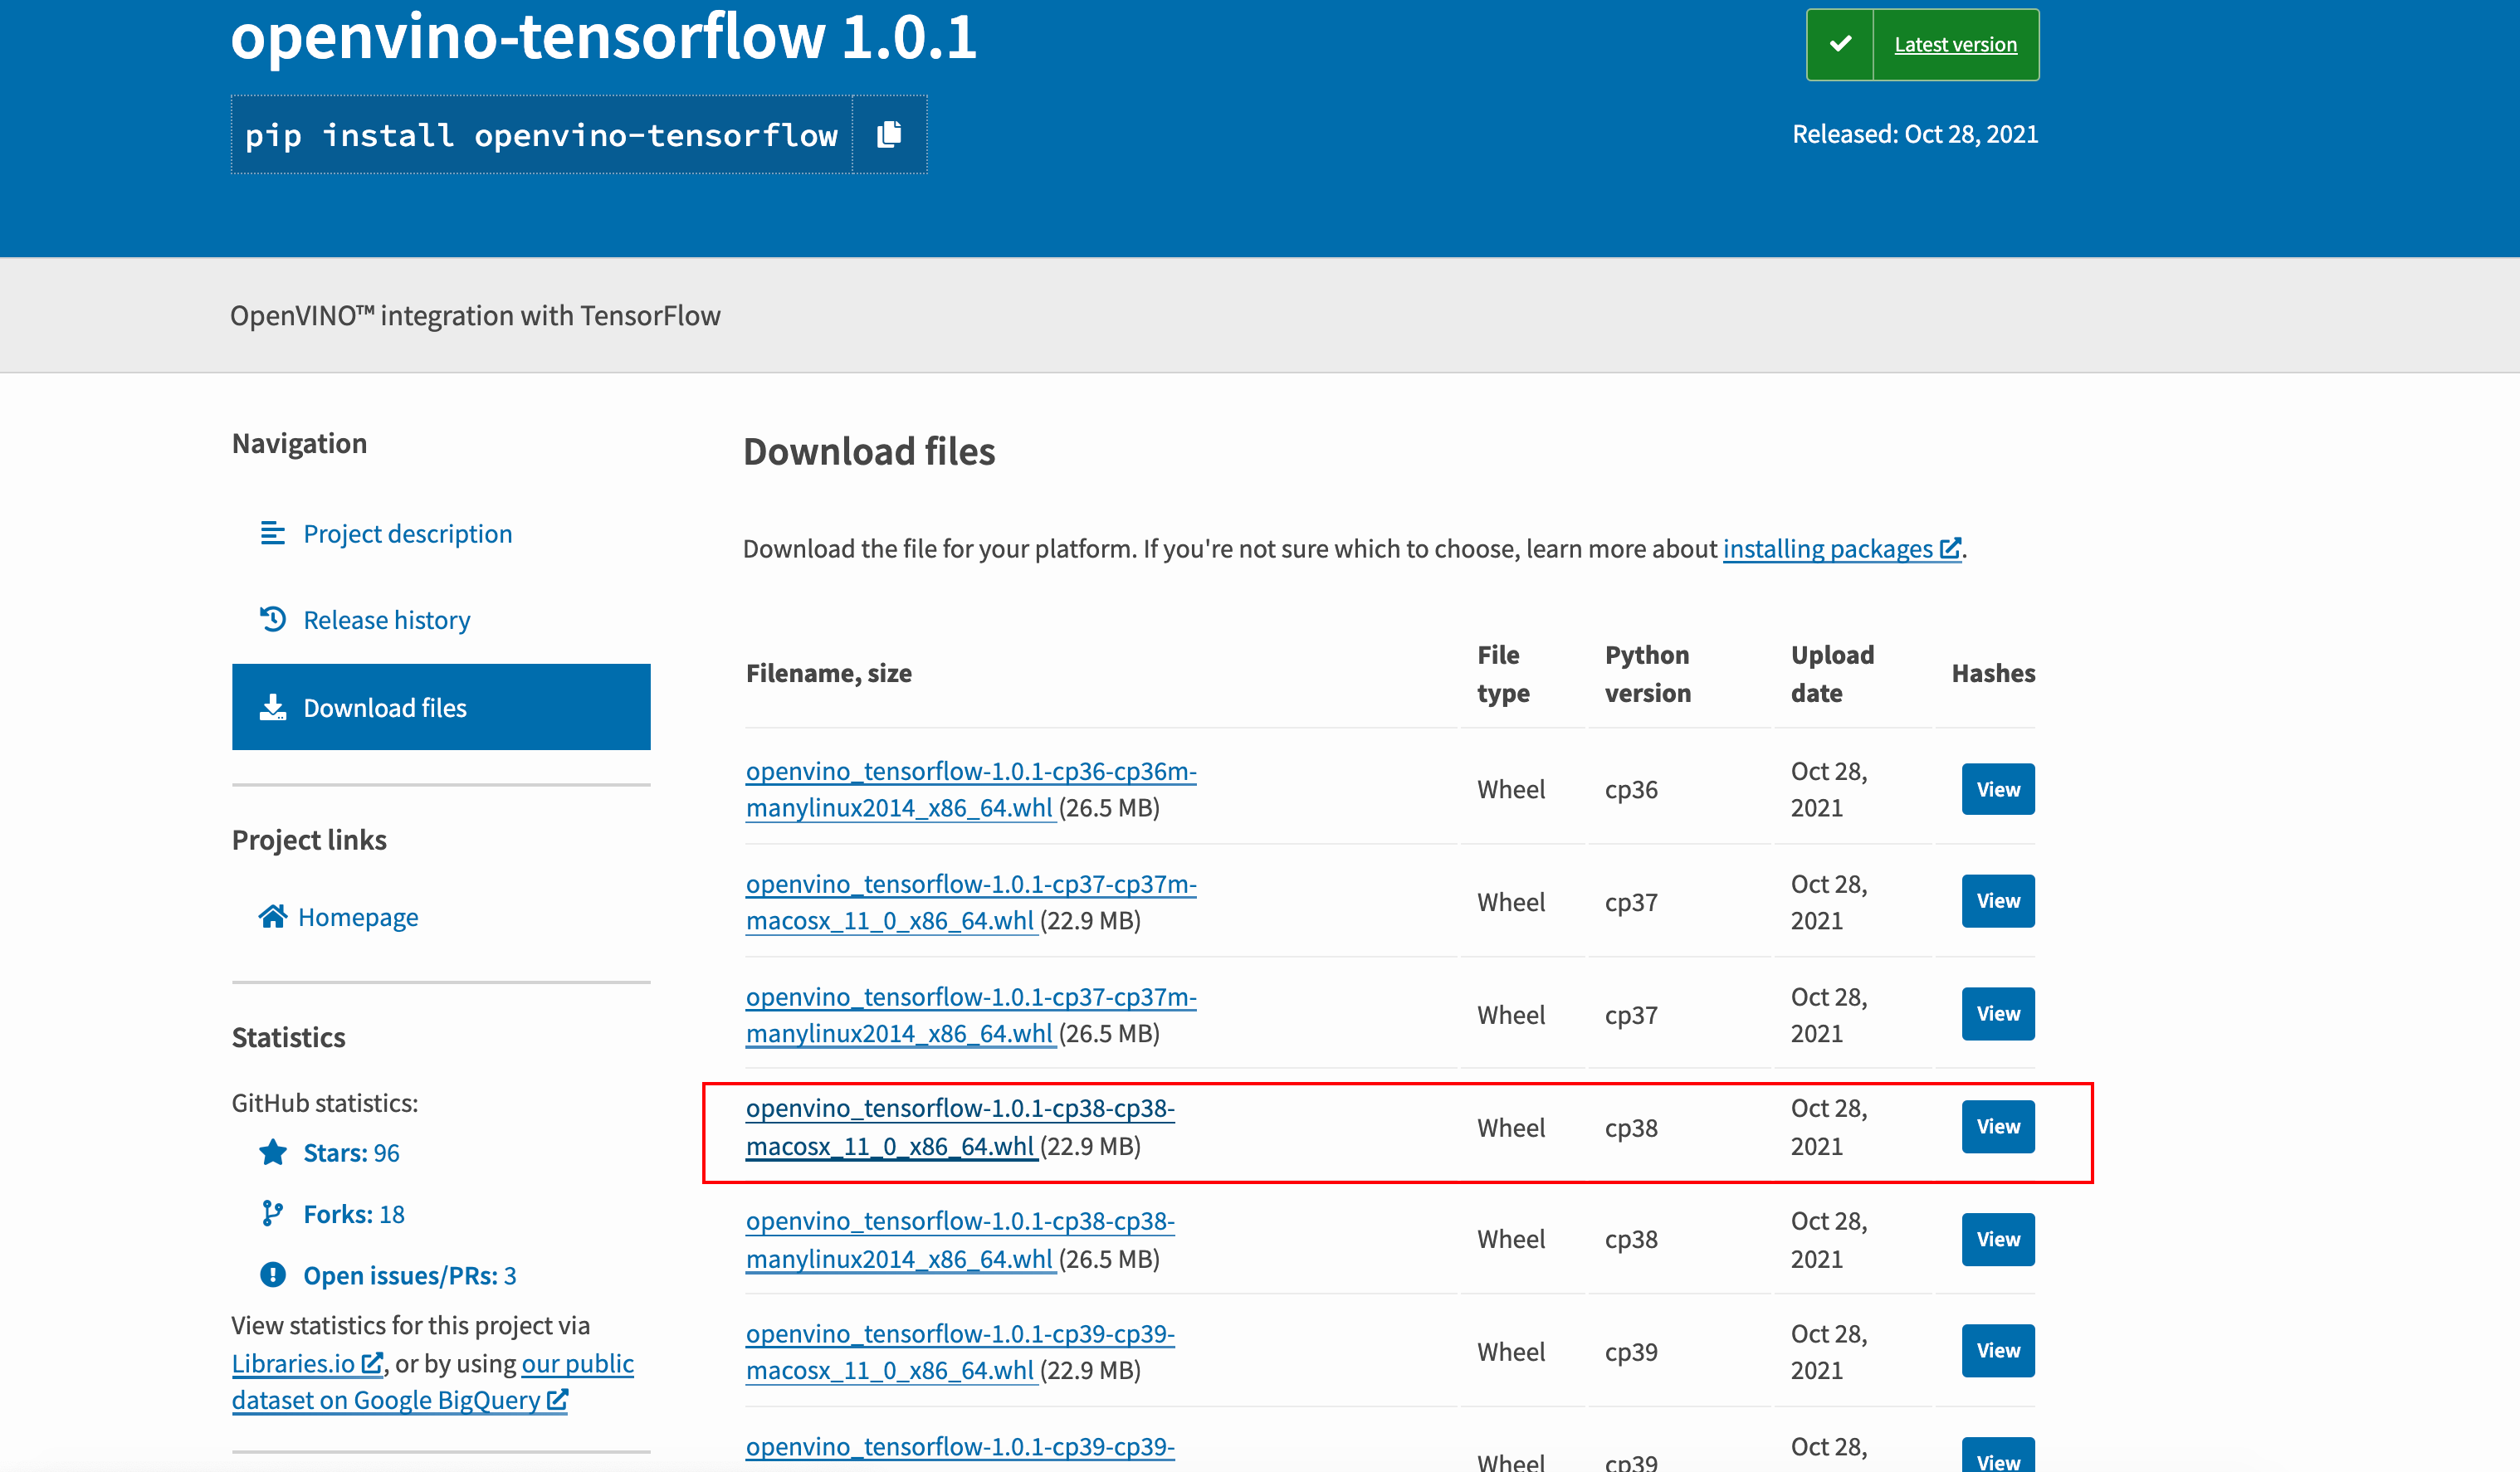 openvino-tensorflow 1.0.1
Latest version
pip install openvino-tensorflow
Released: Oct 28, 2021
OpenVINO™ integration with TensorFlow
Navigation
Project description
Release history
Download files
Project links
Homepage
Statistics
GitHub statistics:
Stars: 96
Forks: 18
Open issues/PRs: 3
View statistics for this project via
Libraries.io, or by using our public
dataset on Google BigQuery
Download files
Download the file for your platform. If you're not sure which to choose, learn more about installing packages.
Filename, size
File
type
Python
version
Upload
date
Hashes
openvino_tensorflow-1.0.1-cp36-cp36m-
manylinux2014_x86_64.whl (26.5 MB)
Wheel
cp36
Oct 28,
2021
View
openvino_tensorflow-1.0.1-cp37-cp37m-
macosx_11_0_x86_64.whl (22.9 MB)
Wheel
cp37
Oct 28,
2021
View
openvino_tensorflow-1.0.1-cp37-cp37m-
manylinux2014_x86_64.whl (26.5 MB)
Wheel
cp37
Oct 28,
2021
View
openvino_tensorflow-1.0.1-cp38-cp38-
macosx_11_0_x86_64.whl (22.9 MB)
Wheel
cp38
Oct 28,
2021
View
openvino_tensorflow-1.0.1-cp38-cp38-
manylinux2014_x86_64.whl (26.5 MB)
Wheel
cp38
Oct 28,
2021
View
openvino_tensorflow-1.0.1-cp39-cp39-
macosx_11_0_x86_64.whl (22.9 MB)
Wheel
cp39
Oct 28,
2021
View
openvino_tensorflow-1.0.1-cp39-cp39-
Wheel
cp39
Oct 28,
View